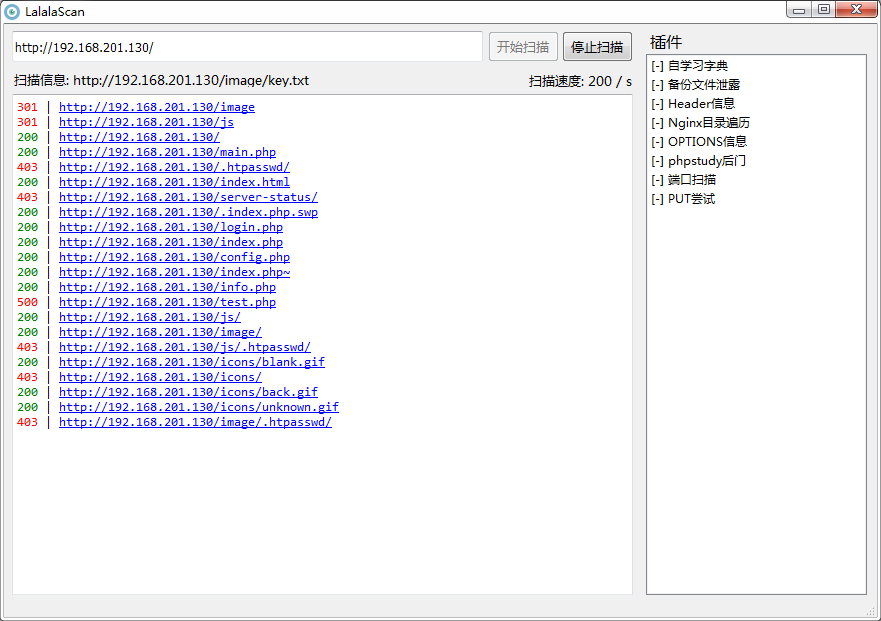 LalalaScan
http://192.168.201.130/
开始扫描
停止扫描
扫描信息: http://192.168.201.130/image/key.txt
扫描速度: 200 / s
301 | http://192.168.201.130/image
301 | http://192.168.201.130/js
200 | http://192.168.201.130/
200 | http://192.168.201.130/main.php
403 | http://192.168.201.130/.htpasswd/
200 | http://192.168.201.130/index.html
403 | http://192.168.201.130/server-status/
200 | http://192.168.201.130/.index.php.swp
200 | http://192.168.201.130/login.php
200 | http://192.168.201.130/index.php
200 | http://192.168.201.130/config.php
200 | http://192.168.201.130/index.php~
200 | http://192.168.201.130/info.php
500 | http://192.168.201.130/test.php
200 | http://192.168.201.130/js/
200 | http://192.168.201.130/image/
403 | http://192.168.201.130/js/.htpasswd/
200 | http://192.168.201.130/icons/blank.gif
403 | http://192.168.201.130/icons/
200 | http://192.168.201.130/icons/back.gif
200 | http://192.168.201.130/icons/unknown.gif
403 | http://192.168.201.130/image/.htpasswd/
插件
[-] 自学习字典
[-] 备份文件泄露
[-] Header信息
[-] Nginx目录遍历
[-] OPTIONS信息
[-] phpstudy后门
[-] 端口扫描
[-] PUT尝试